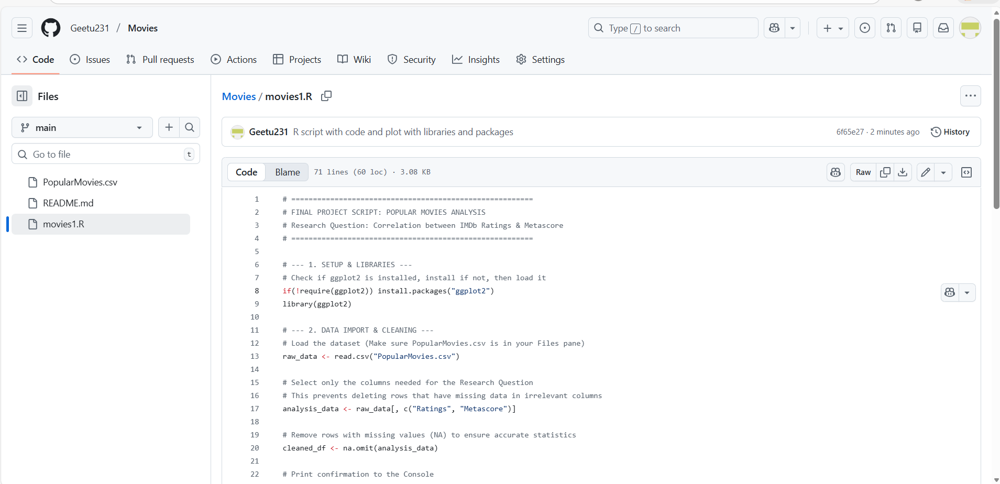 Geetu231 / Movies
Type / to search
Code Issues Pull requests Actions Projects Wiki Security Insights Settings
Files
main
Go to file t
PopularMovies.csv
README.md
movies1.R
Movies / movies1.R
Geetu231 R script with code and plot with libraries and packages 6f65e27 · 2 minutes ago History
Code Blame 71 lines (60 loc) · 3.08 KB Raw
1 # ========================================================
2 # FINAL PROJECT SCRIPT: POPULAR MOVIES ANALYSIS
3 # Research Question: Correlation between IMDb Ratings & Metascore
4 # ========================================================
5
6 # --- 1. SETUP & LIBRARIES ---
7 # Check if ggplot2 is installed, install if not, then load it
8 if(!require(ggplot2)) install.packages("ggplot2")
9 library(ggplot2)
10
11 # --- 2. DATA IMPORT & CLEANING ---
12 # Load the dataset (Make sure PopularMovies.csv is in your Files pane)
13 raw_data <- read.csv("PopularMovies.csv")
14
15 # Select only the columns needed for the Research Question
16 # This prevents deleting rows that have missing data in irrelevant columns
17 analysis_data <- raw_data[, c("Ratings", "Metascore")]
18
19 # Remove rows with missing values (NA) to ensure accurate statistics
20 cleaned_df <- na.omit(analysis_data)
21
22 # Print confirmation to the Console